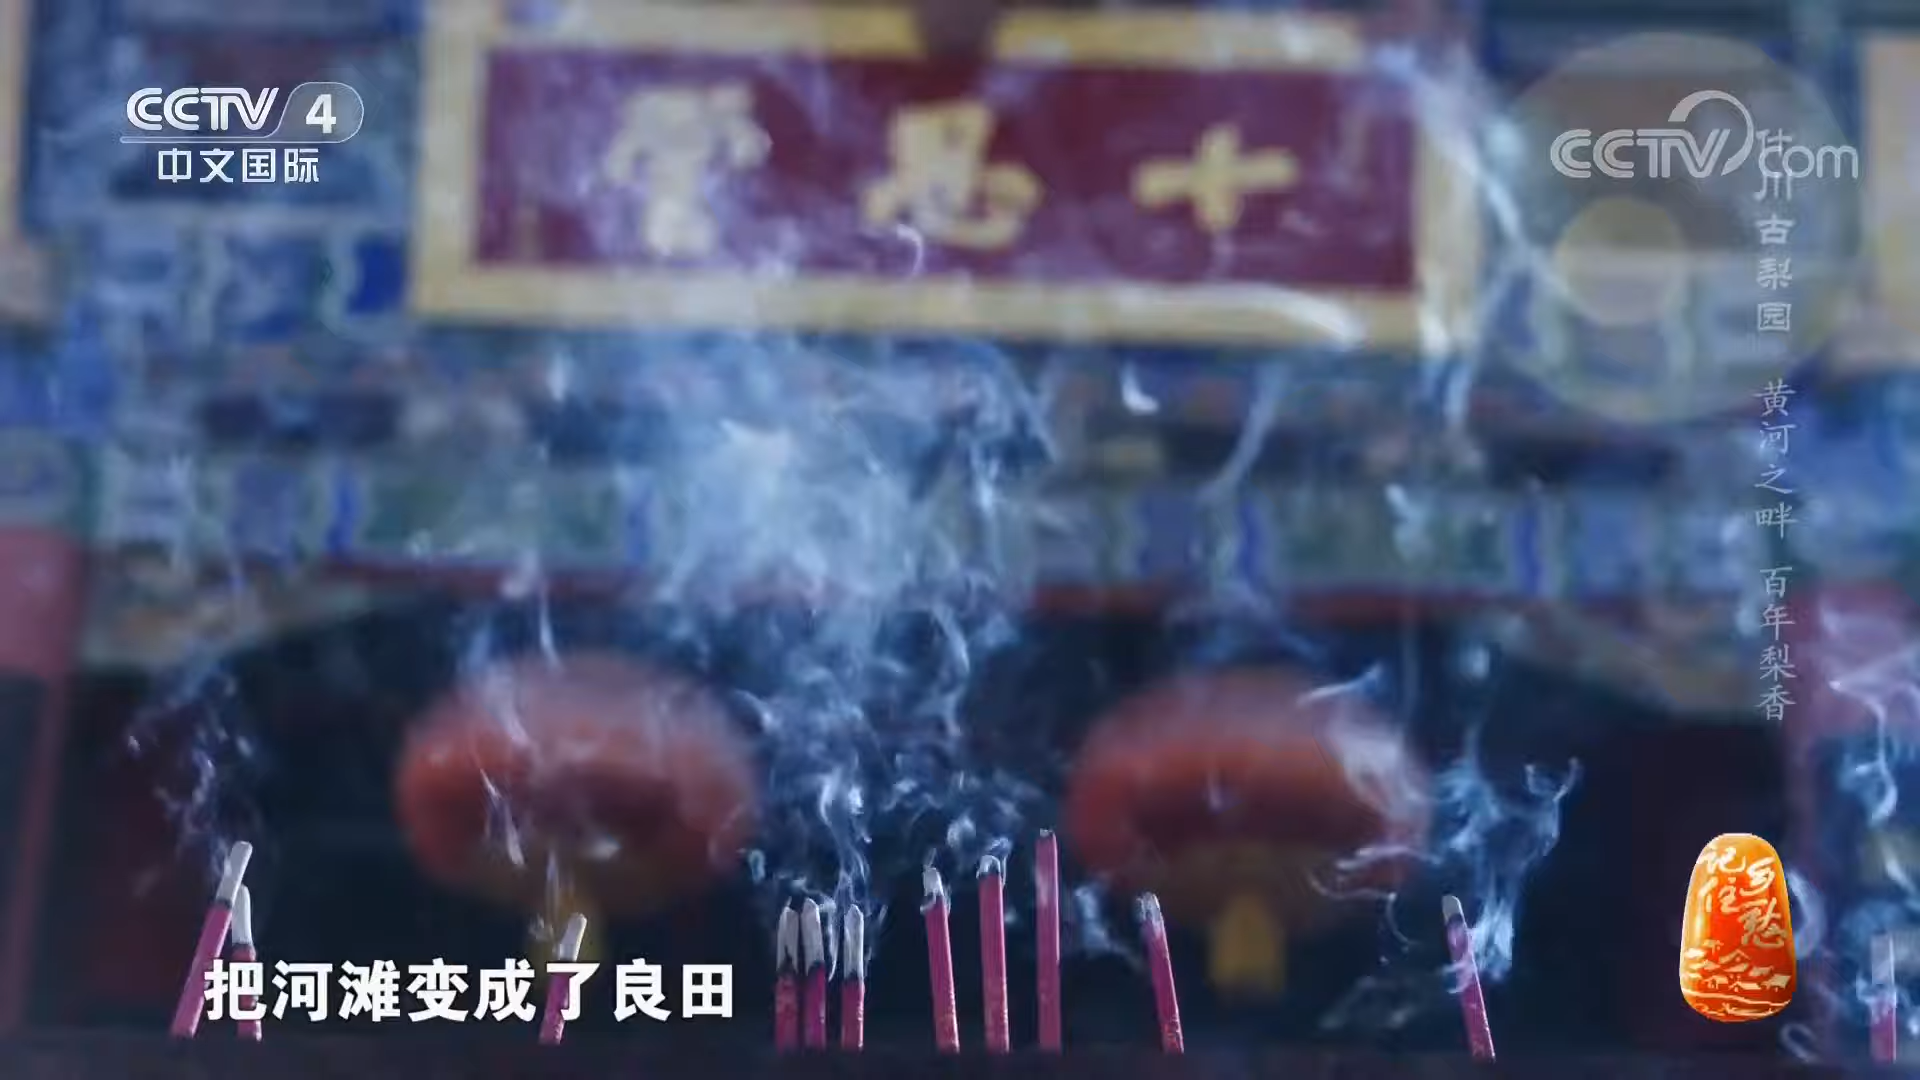 CCTV 4
中文国际
CCTV.com
十
什川古梨园 黄河之畔 百年梨香
记住乡愁
把河滩变成了良田